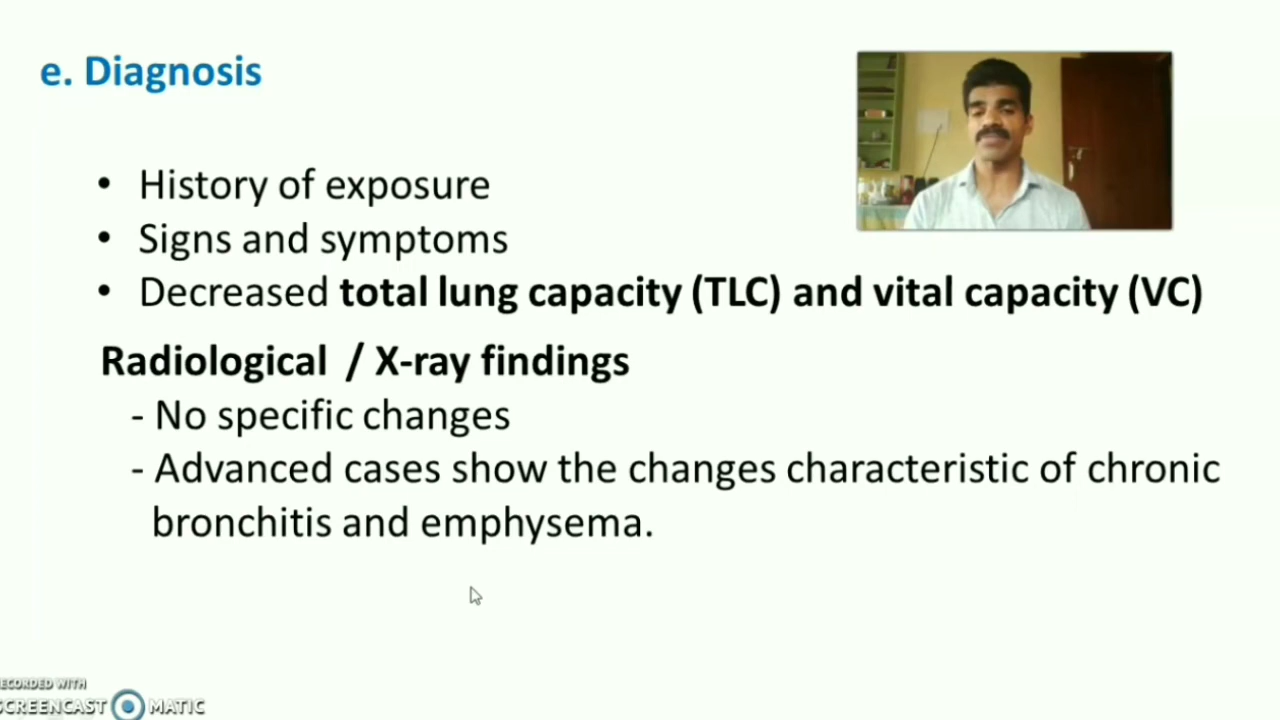 e. Diagnosis
• History of exposure
• Signs and symptoms
• Decreased total lung capacity (TLC) and vital capacity (VC)
Radiological / X-ray findings
- No specific changes
- Advanced cases show the changes characteristic of chronic
bronchitis and emphysema.
RECORDED WITH
SCREENCAST MATIC